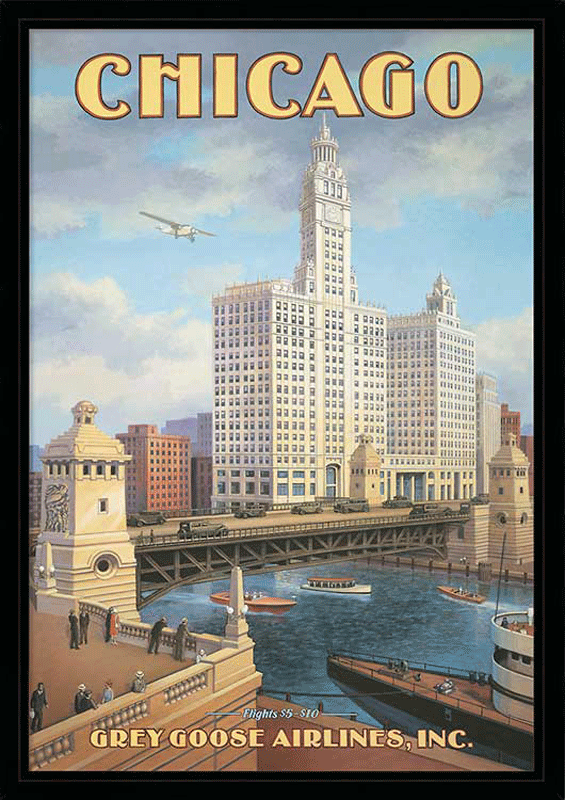 CHICAGO
Flights $5-$10
GREY GOOSE AIRLINES, INC.